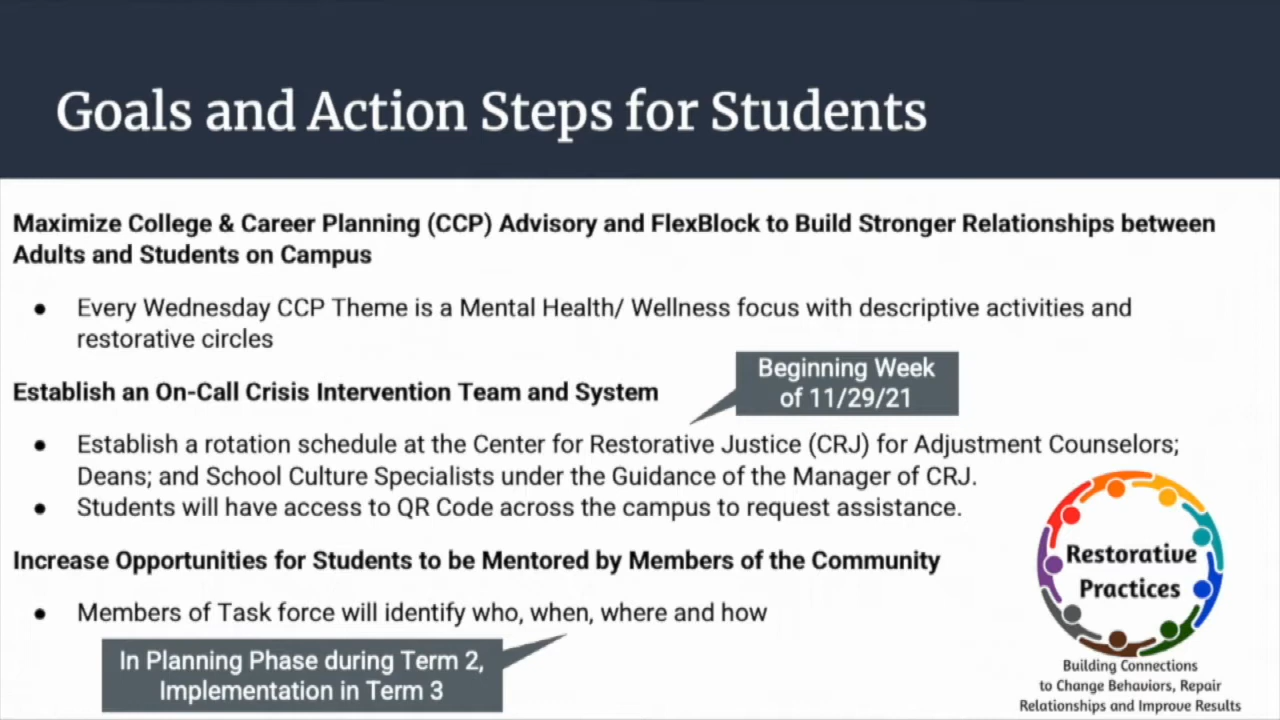 Goals and Action Steps for Students
Maximize College & Career Planning (CCP) Advisory and FlexBlock to Build Stronger Relationships between
Adults and Students on Campus
● Every Wednesday CCP Theme is a Mental Health/ Wellness focus with descriptive activities and
restorative circles
Beginning Week
of 11/29/21
Establish an On-Call Crisis Intervention Team and System
● Establish a rotation schedule at the Center for Restorative Justice (CRJ) for Adjustment Counselors;
Deans; and School Culture Specialists under the Guidance of the Manager of CRJ.
● Students will have access to QR Code across the campus to request assistance.
Increase Opportunities for Students to be Mentored by Members of the Community
● Members of Task force will identify who, when, where and how
In Planning Phase during Term 2,
Implementation in Term 3
Restorative
Practices
Building Connections
to Change Behaviors, Repair
Relationships and Improve Results